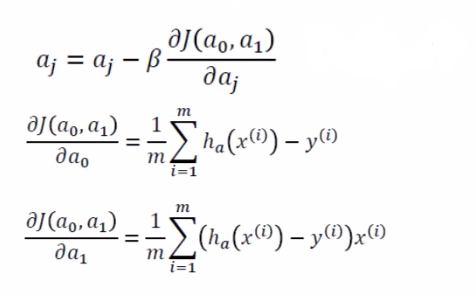 a_j = a_j − β ∂J(a_0, a_1) / ∂a_j
∂J(a_0, a_1) / ∂a_0 = 1/m ∑_{i=1}^{m} h_a(x^{(i)}) − y^{(i)}
∂J(a_0, a_1) / ∂a_1 = 1/m ∑_{i=1}^{m} (h_a(x^{(i)}) − y^{(i)})x^{(i)}